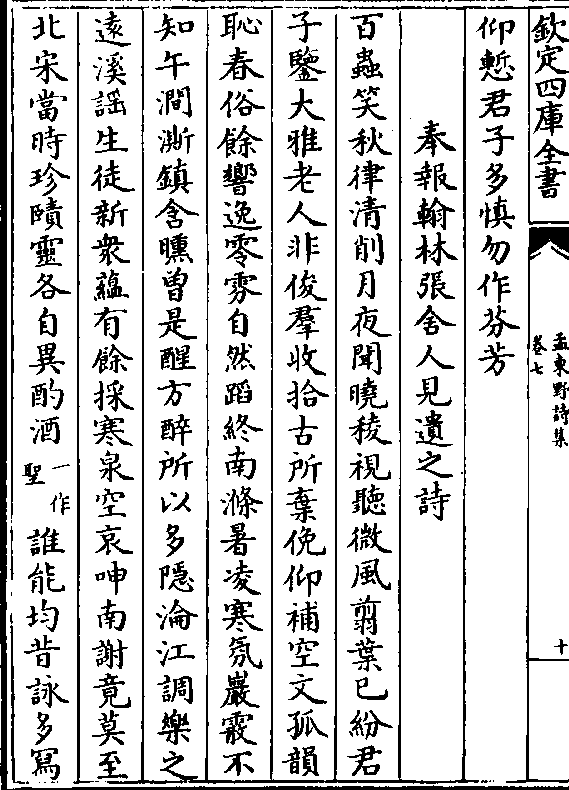 欽定四庫全書
孟東野詩集
卷七
十
仰慙君子多慎勿作芬芳
奉報翰林張舍人見遺之詩
百蟲笑秋律清削月夜聞曉稜視聽微風翦葉已紛君
子鑒大雅老人非俊羣收拾古所棄俛仰補空文孤韻
恥春俗餘響逸零雰自然蹈終南滌暑凌寒氛巖霰不
知午澗澌鎮含曛曽是醒方醉所以多隱淪江調樂之
逺溪謡生徒新衆藴有餘採寒泉空哀呻南謝竟莫至
北宋當時珍賾靈各自異酌酒
一作
聖
誰能均昔詠多寫